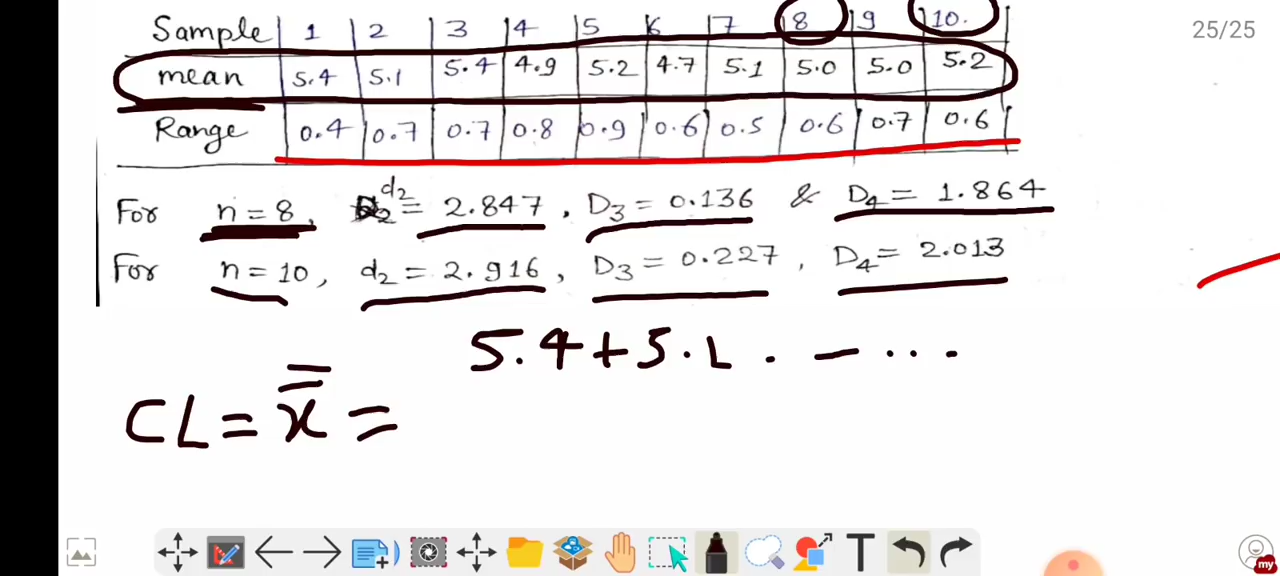 25/25
Sample 1 2 3 4 5 6 7 8 9 10.
mean 5.4 5.1 5.4 4.9 5.2 4.7 5.1 5.0 5.0 5.2
Range 0.4 0.7 0.7 0.8 0.9 0.6 0.5 0.6 0.7 0.6
For n = 8, d2 = 2.847, D3 = 0.136 & D4 = 1.864
For n = 10, d2 = 2.916, D3 = 0.227, D4 = 2.013
5.4+5.1 . – ...
CL = x̿ =
T
my